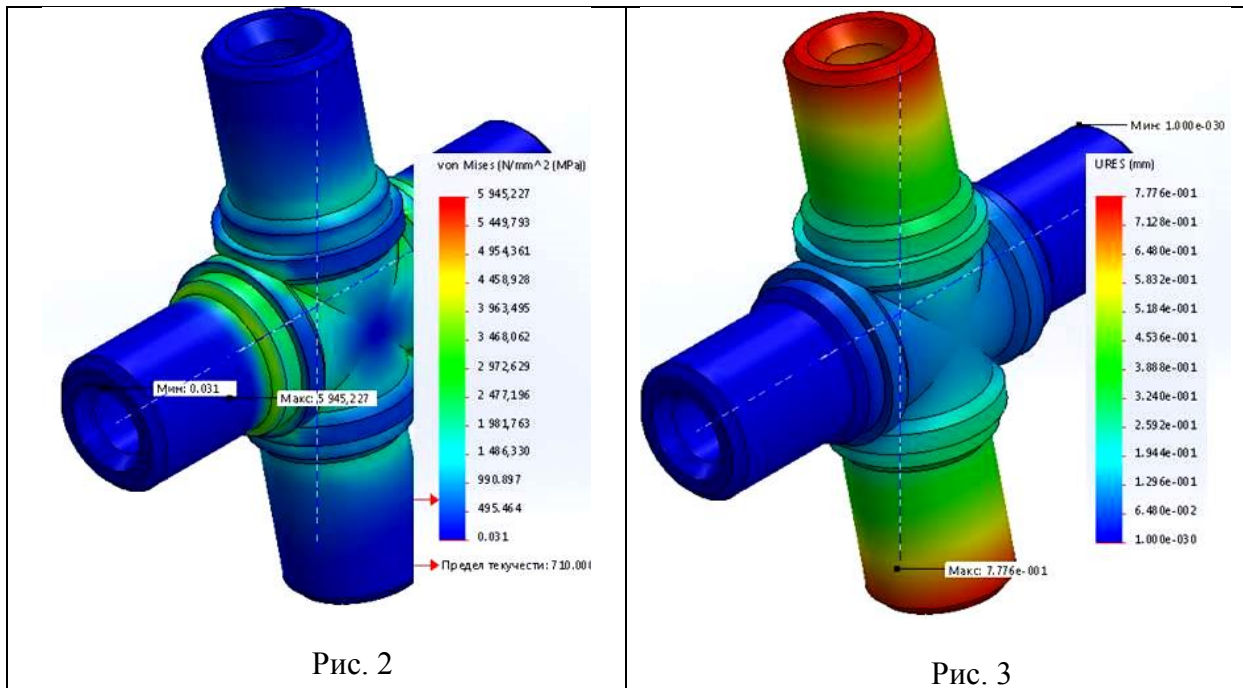 von Mises (N/mm^2 (MPa))
5 945,227
5 449,793
4 954,361
4 458,928
3 963,495
3 468,062
2 972,629
2 477,196
1 981,763
1 486,330
990.897
495.464
0.031
Мин: 0.031
Макс: 5 945,227
Предел текучести: 710.000
Рис. 2
Мин: 1.000e-030
URES (mm)
7.776e-001
7.128e-001
6.480e-001
5.832e-001
5.184e-001
4.536e-001
3.888e-001
3.240e-001
2.592e-001
1.944e-001
1.296e-001
6.480e-002
1.000e-030
Макс: 7.776e-001
Рис. 3